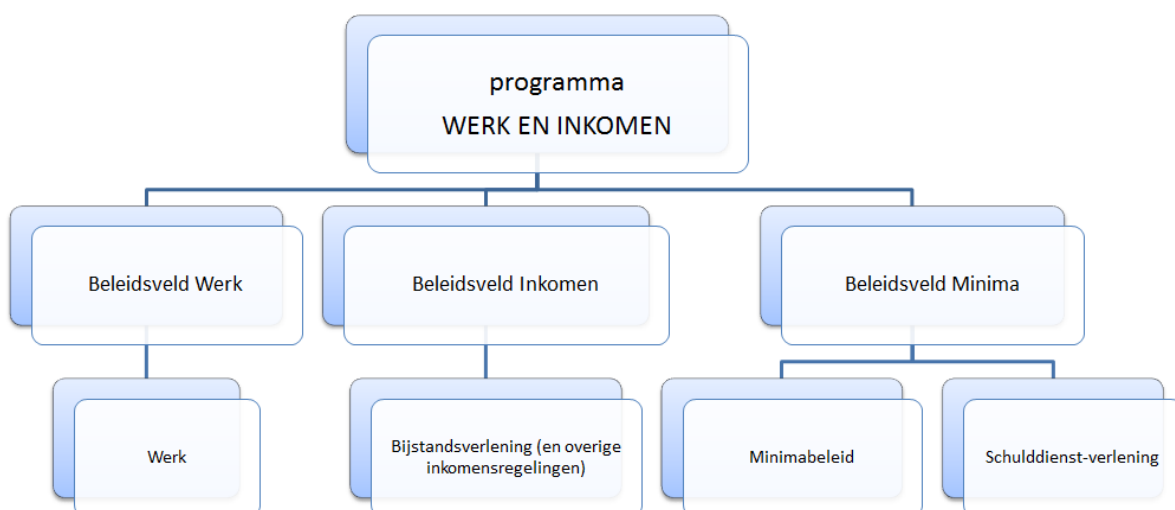 programma
WERK EN INKOMEN
Beleidsveld Werk
Beleidsveld Inkomen
Beleidsveld Minima
Werk
Bijstandsverlening (en overige
inkomensregelingen)
Minimabeleid
Schulddienst-verlening